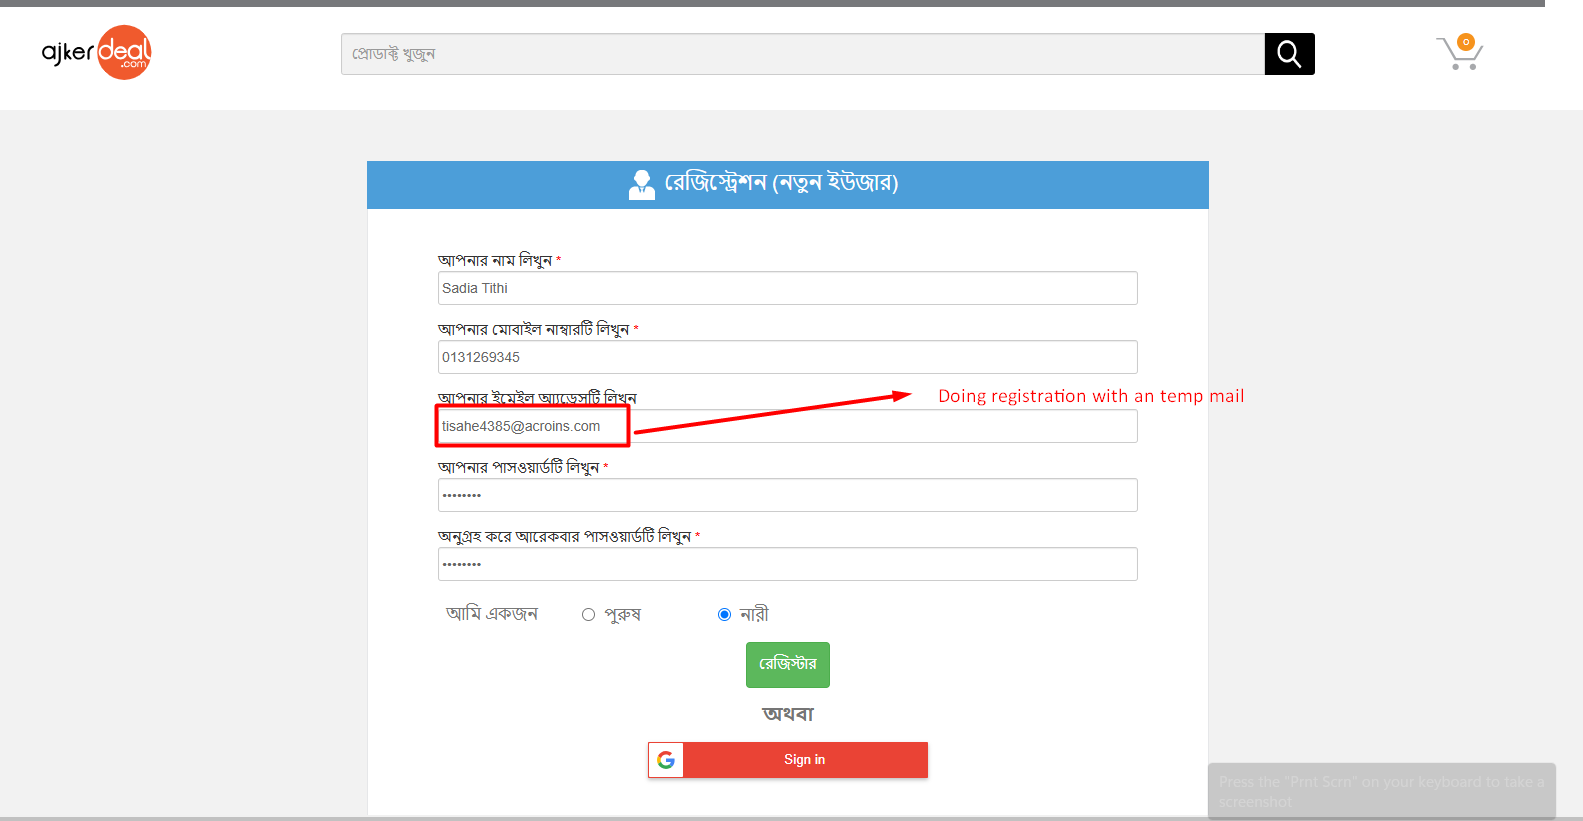 ajkerdeal
.com
প্রোডাক্ট খুজুন
0
রেজিস্ট্রেশন (নতুন ইউজার)
আপনার নাম লিখুন *
Sadia Tithi
আপনার মোবাইল নাম্বারটি লিখুন *
0131269345
আপনার ইমেইল অ্যাড্রেসটি লিখুন
Doing registration with an temp mail
tisahe4385@acroins.com
আপনার পাসওয়ার্ডটি লিখুন *
••••••••
অনুগ্রহ করে আরেকবার পাসওয়ার্ডটি লিখুন *
••••••••
আমি একজন পুরুষ নারী
রেজিস্টার
অথবা
G Sign in
Press the "Prnt Scrn" on your keyboard to take a
screenshot